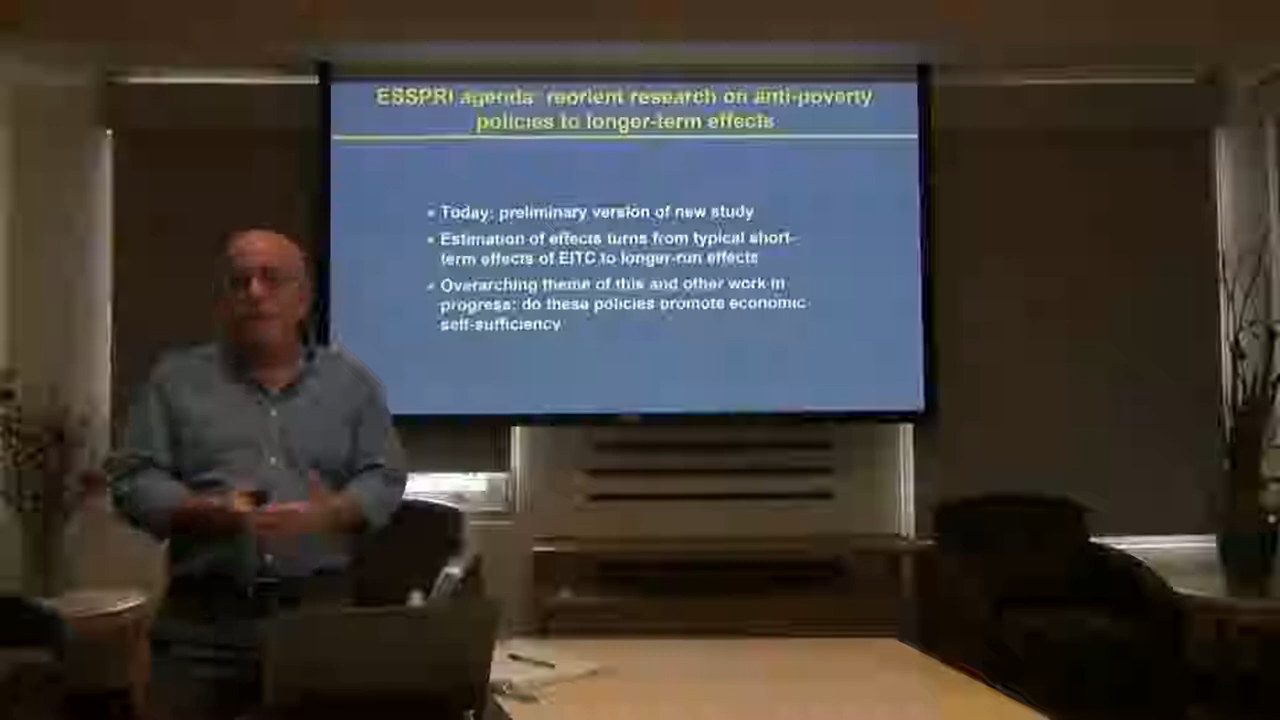 ESSPRI agenda: reorient research on anti-poverty
policies to longer-term effects
• Today: preliminary version of new study
• Estimation of effects turns from typical short-
term effects of EITC to longer-run effects
• Overarching theme of this and other work in
progress: do these policies promote economic
self-sufficiency